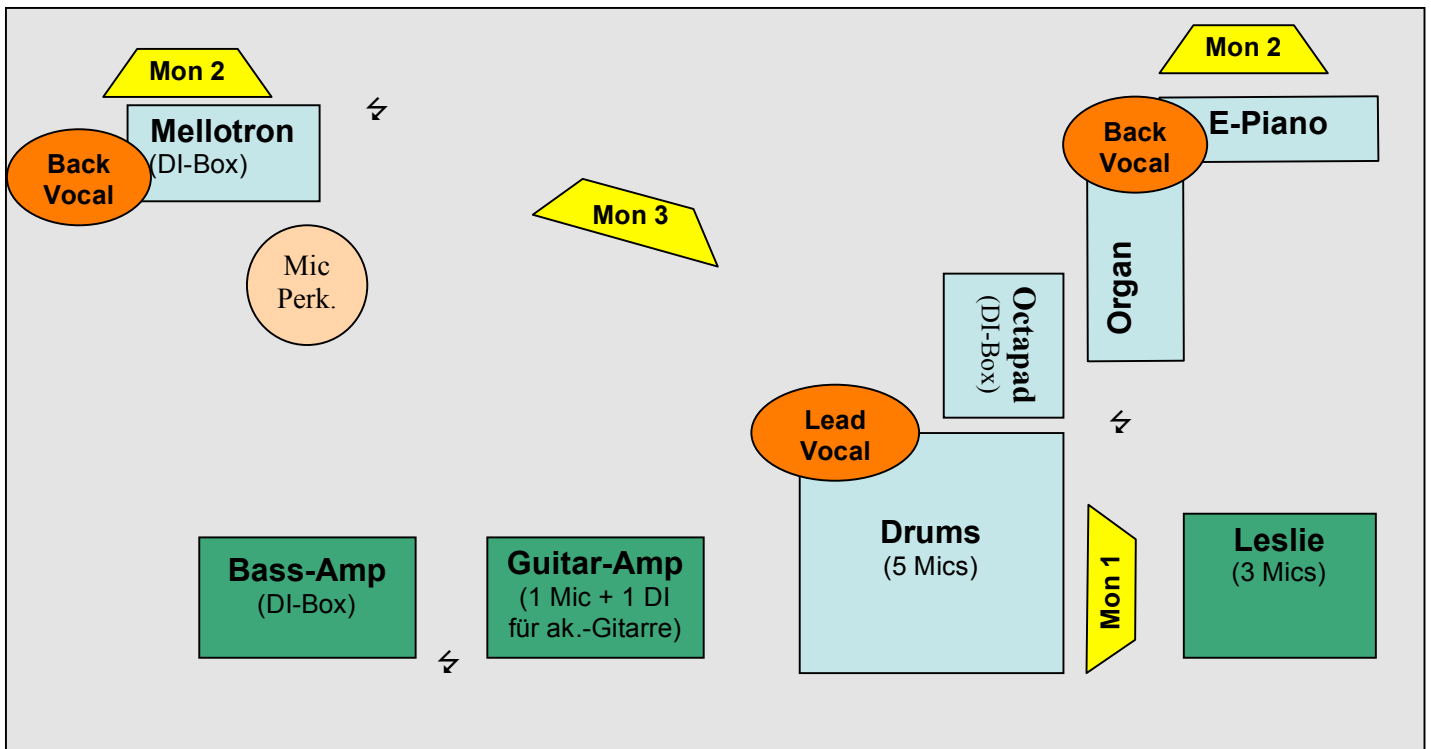 Mon 2
Mon 2
Mellotron
(DI-Box)
Back
Vocal
Back
Vocal
E-Piano
Mon 3
Mic
Perk.
Organ
Octapad
(DI-Box)
Lead
Vocal
Drums
(5 Mics)
Bass-Amp
(DI-Box)
Guitar-Amp
(1 Mic + 1 DI
für ak.-Gitarre)
Mon 1
Leslie
(3 Mics)